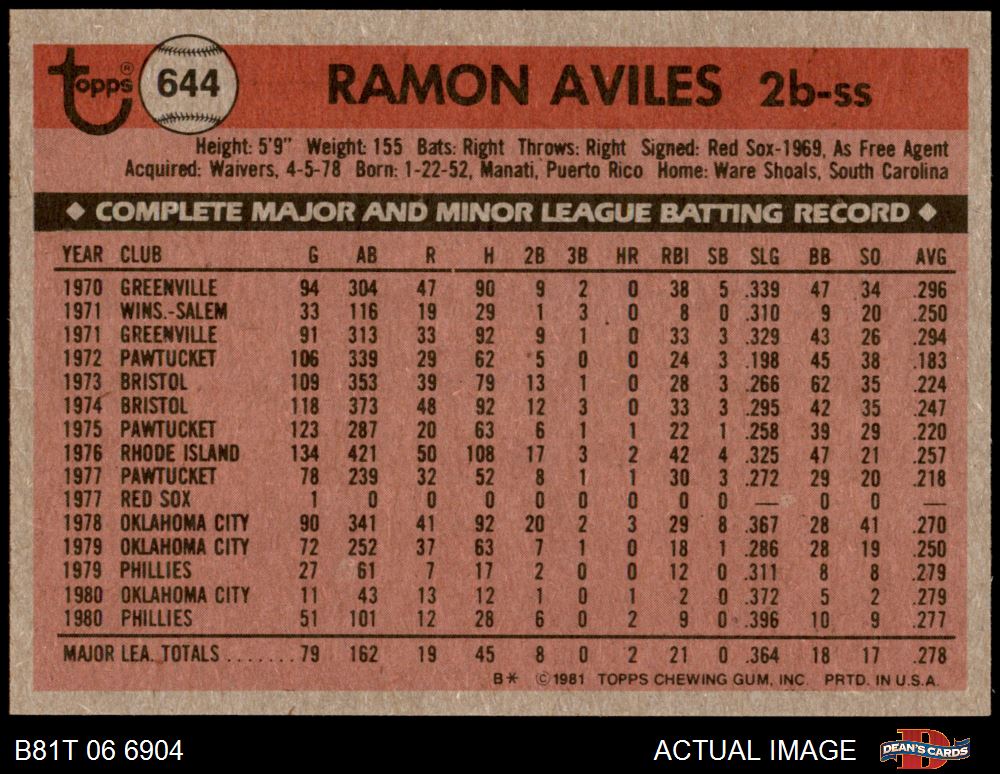 Topps® 644 RAMON AVILES 2b-ss
Height: 5'9" Weight: 155 Bats: Right Throws: Right Signed: Red Sox-1969, As Free Agent
Acquired: Waivers, 4-5-78 Born: 1-22-52, Manati, Puerto Rico Home: Ware Shoals, South Carolina
◆ COMPLETE MAJOR AND MINOR LEAGUE BATTING RECORD ◆
YEAR CLUB G AB R H 2B 3B HR RBI SB SLG BB SO AVG
1970 GREENVILLE 94 304 47 90 9 2 0 38 5 .339 47 34 .296
1971 WINS.-SALEM 33 116 19 29 1 3 0 8 0 .310 9 20 .250
1971 GREENVILLE 91 313 33 92 9 1 0 33 3 .329 43 26 .294
1972 PAWTUCKET 106 339 29 62 5 0 0 24 3 .198 45 38 .183
1973 BRISTOL 109 353 39 79 13 1 0 28 3 .266 62 35 .224
1974 BRISTOL 118 373 48 92 12 3 0 33 3 .295 42 35 .247
1975 PAWTUCKET 123 287 20 63 6 1 1 22 1 .258 39 29 .220
1976 RHODE ISLAND 134 421 50 108 17 3 2 42 4 .325 47 21 .257
1977 PAWTUCKET 78 239 32 52 8 1 1 30 3 .272 29 20 .218
1977 RED SOX 1 0 0 0 0 0 0 0 0 — 0 0 —
1978 OKLAHOMA CITY 90 341 41 92 20 2 3 29 8 .367 28 41 .270
1979 OKLAHOMA CITY 72 252 37 63 7 1 0 18 1 .286 28 19 .250
1979 PHILLIES 27 61 7 17 2 0 0 12 0 .311 8 8 .279
1980 OKLAHOMA CITY 11 43 13 12 1 0 1 2 0 .372 5 2 .279
1980 PHILLIES 51 101 12 28 6 0 2 9 0 .396 10 9 .277
MAJOR LEA. TOTALS ........ 79 162 19 45 8 0 2 21 0 .364 18 17 .278
B* ©1981 TOPPS CHEWING GUM, INC. PRTD. IN U.S.A.
B81T 06 6904 ACTUAL IMAGE DEAN'S CARDS